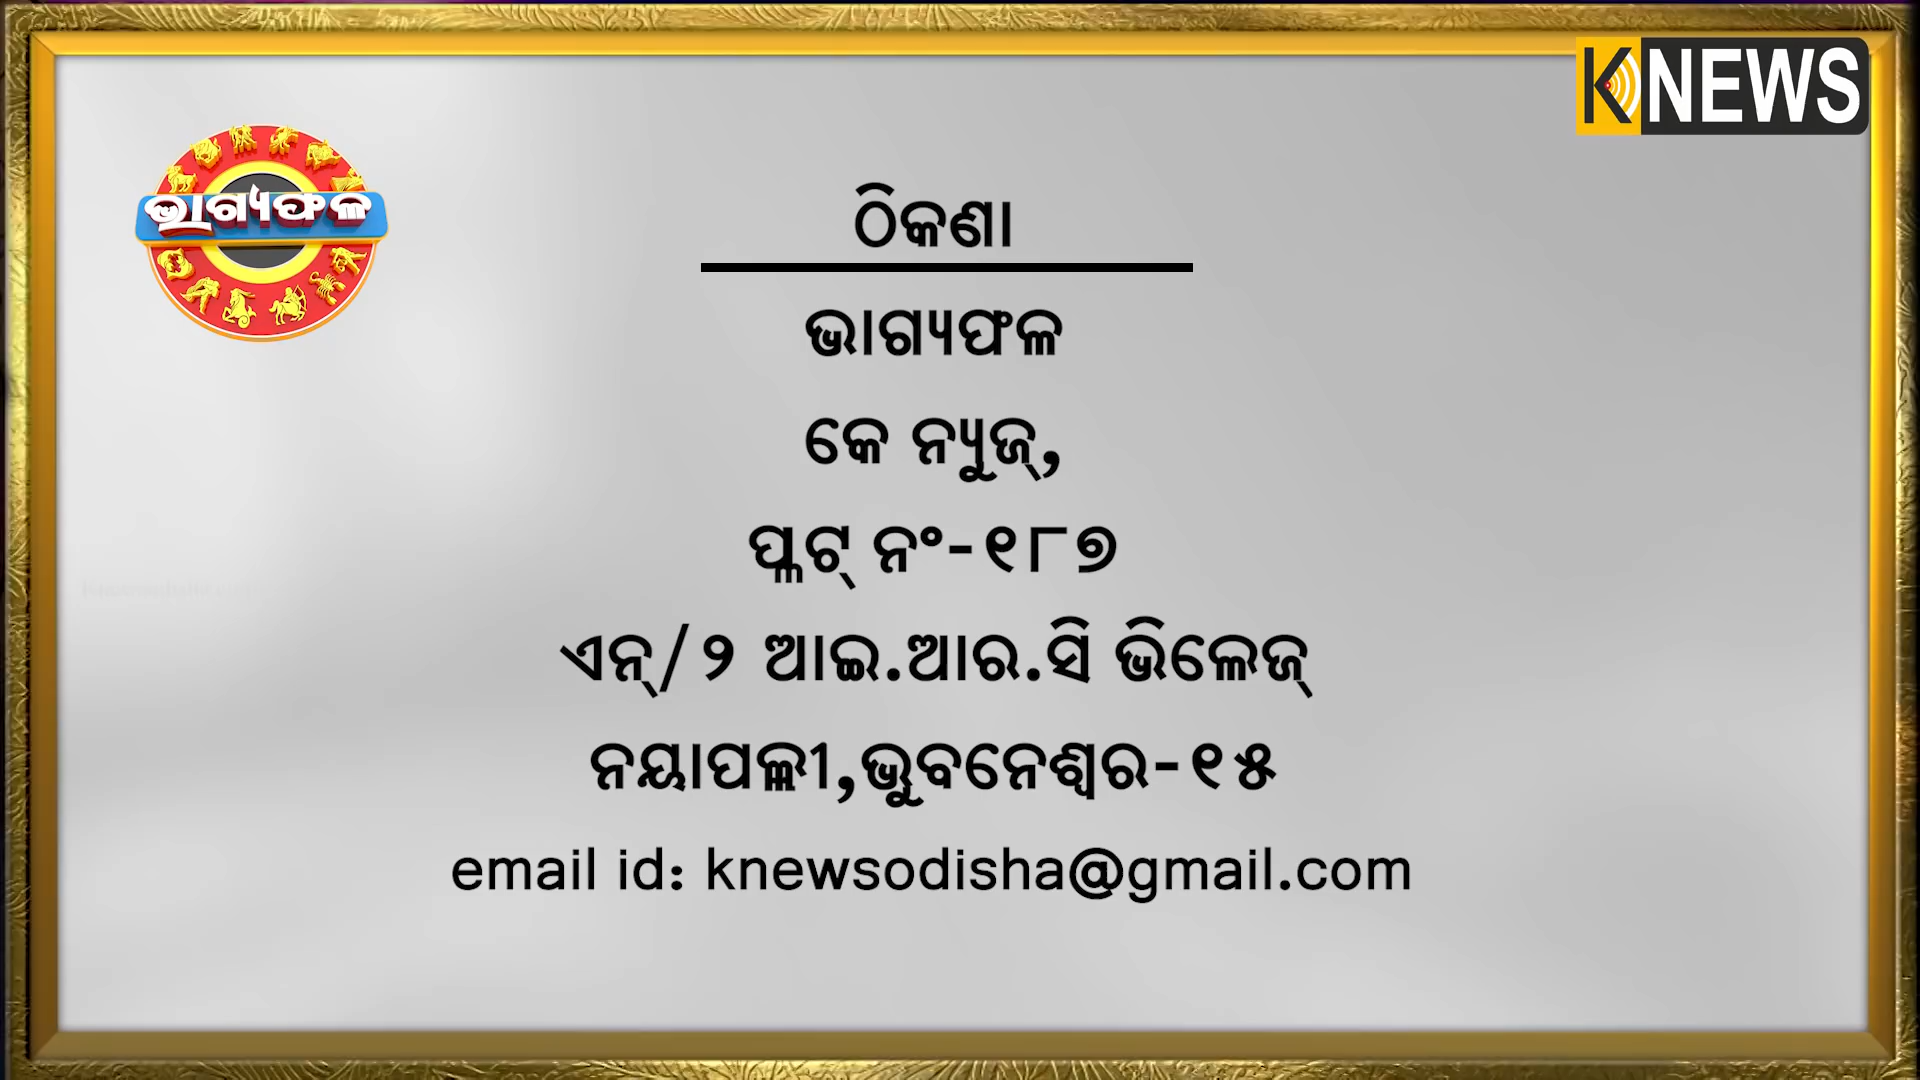 KNEWS
ଭାଗ୍ୟଫଳ
ଠିକଣା
ଭାଗ୍ୟଫଳ
କେ ନ୍ୟୁଜ୍,
ପ୍ଲଟ୍ ନଂ-୧୮୭
ଏନ୍/୨ ଆଇ.ଆର.ସି ଭିଲେଜ୍
ନୟାପଲ୍ଲୀ,ଭୁବନେଶ୍ୱର-୧୫
email id: knewsodisha@gmail.com